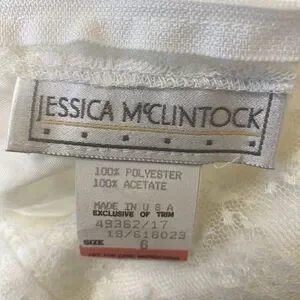 JESSICA McCLINTOCK
100% POLYESTER
100% ACETATE
MADE IN U S A
EXCLUSIVE OF TRIM
49362/17
18/618023
SIZE 6